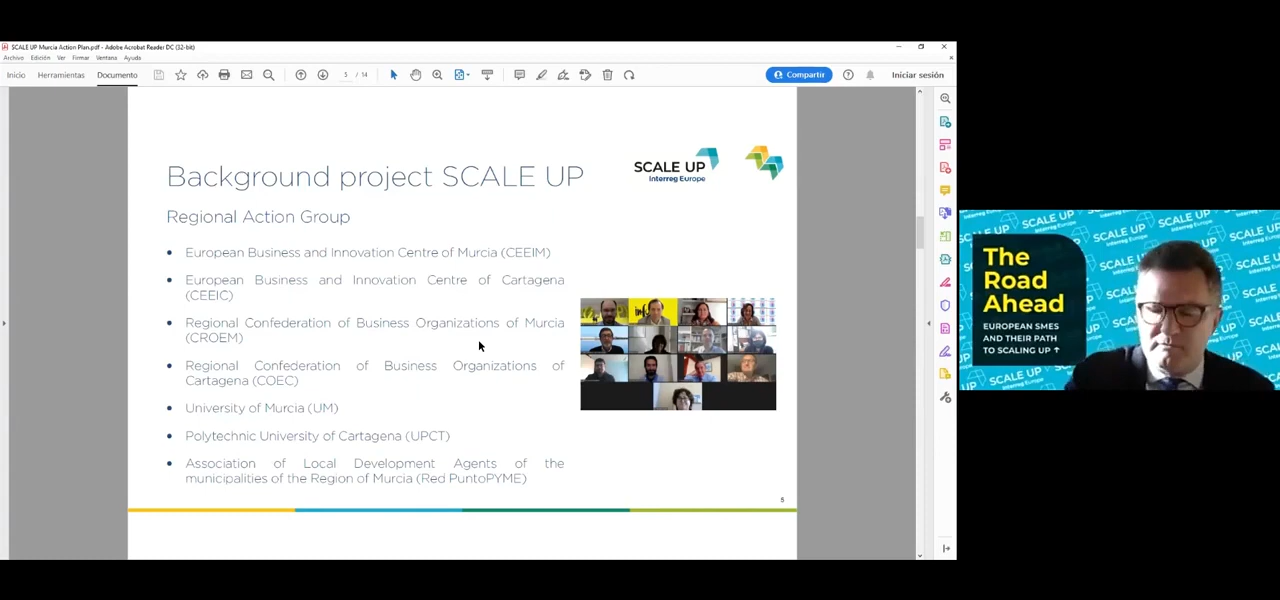 SCALE UP Murcia Action Plan.pdf - Adobe Acrobat Reader DC (32-bit)
Archivo Edición Ver Firmar Ventana Ayuda
Inicio Herramientas Documento 5 / 14 Compartir Iniciar sesión
SCALE UP
Interreg Europe
Background project SCALE UP
Regional Action Group
• European Business and Innovation Centre of Murcia (CEEIM)
• European Business and Innovation Centre of Cartagena
(CEEIC)
• Regional Confederation of Business Organizations of Murcia
(CROEM)
• Regional Confederation of Business Organizations of
Cartagena (COEC)
• University of Murcia (UM)
• Polytechnic University of Cartagena (UPCT)
• Association of Local Development Agents of the
municipalities of the Region of Murcia (Red PuntoPYME)
5
The
Road
Ahead
EUROPEAN SMES
AND THEIR PATH
TO SCALING UP ↑
SCALE UP
Interreg Europe